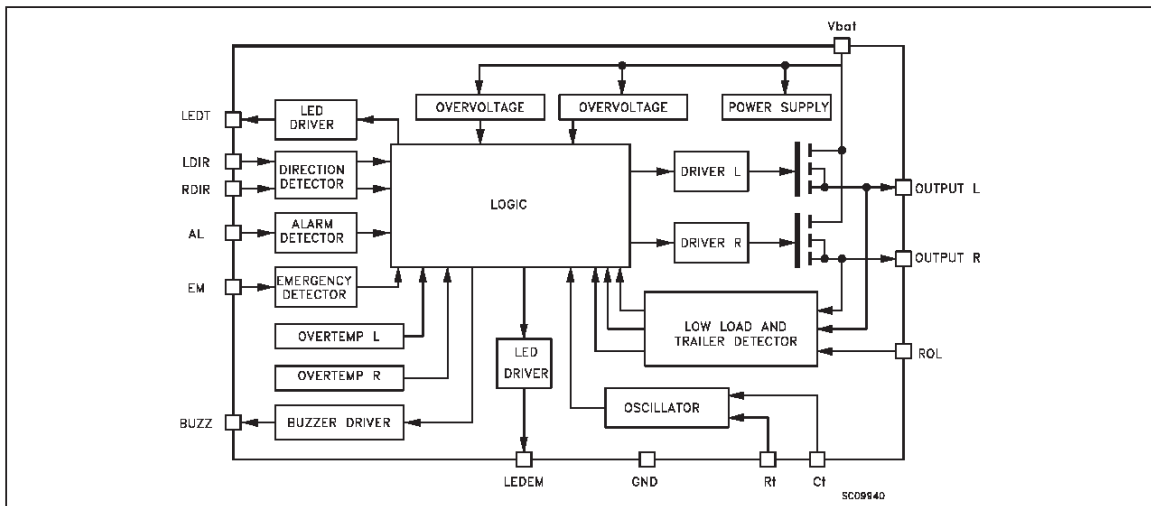 Vbat
OVERVOLTAGE
OVERVOLTAGE
POWER SUPPLY
LEDT
LED
DRIVER
LDIR
RDIR
DIRECTION
DETECTOR
LOGIC
DRIVER L
OUTPUT L
AL
ALARM
DETECTOR
DRIVER R
OUTPUT R
EM
EMERGENCY
DETECTOR
OVERTEMP L
LOW LOAD AND
TRAILER DETECTOR
ROL
LED
DRIVER
OVERTEMP R
OSCILLATOR
BUZZ
BUZZER DRIVER
LEDEM
GND
Rt
Ct
SC09940